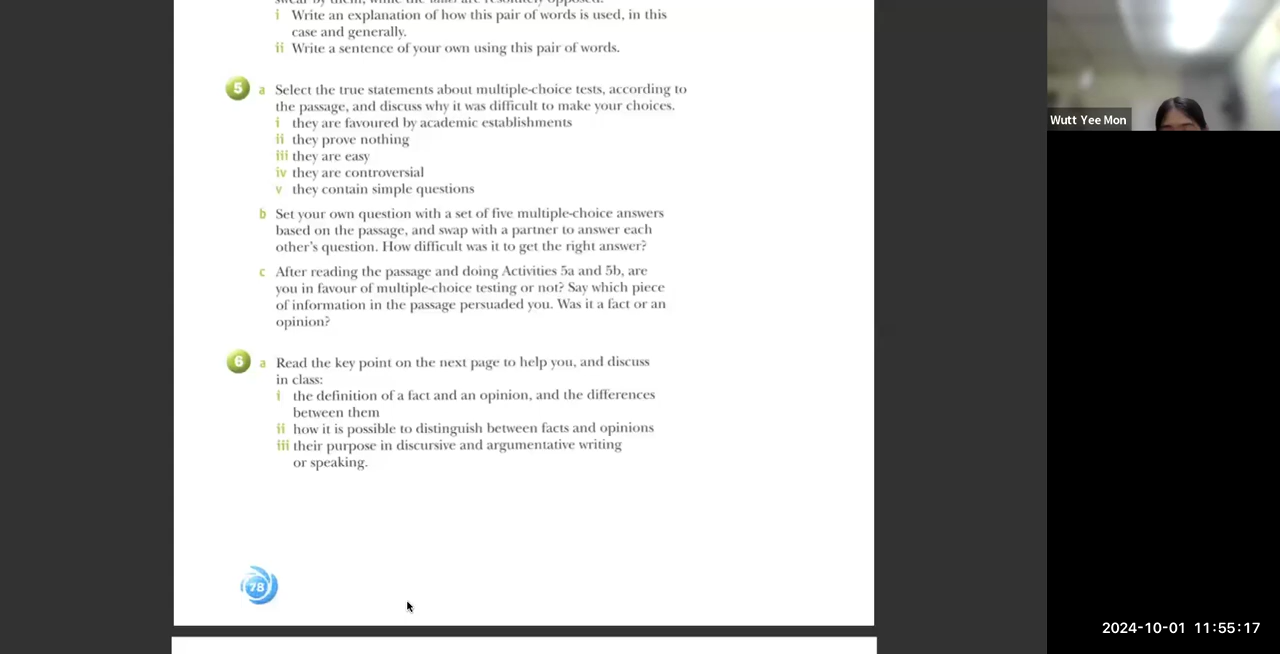 swear by them, while the
i Write an explanation of how this pair of words is used, in this
case and generally.
ii Write a sentence of your own using this pair of words.
5 a Select the true statements about multiple-choice tests, according to
the passage, and discuss why it was difficult to make your choices.
i they are favoured by academic establishments
ii they prove nothing
iii they are easy
iv they are controversial
v they contain simple questions
b Set your own question with a set of five multiple-choice answers
based on the passage, and swap with a partner to answer each
other's question. How difficult was it to get the right answer?
c After reading the passage and doing Activities 5a and 5b, are
you in favour of multiple-choice testing or not? Say which piece
of information in the passage persuaded you. Was it a fact or an
opinion?
6 a Read the key point on the next page to help you, and discuss
in class:
i the definition of a fact and an opinion, and the differences
between them
ii how it is possible to distinguish between facts and opinions
iii their purpose in discursive and argumentative writing
or speaking.
78
Wutt Yee Mon
2024-10-01 11:55:17